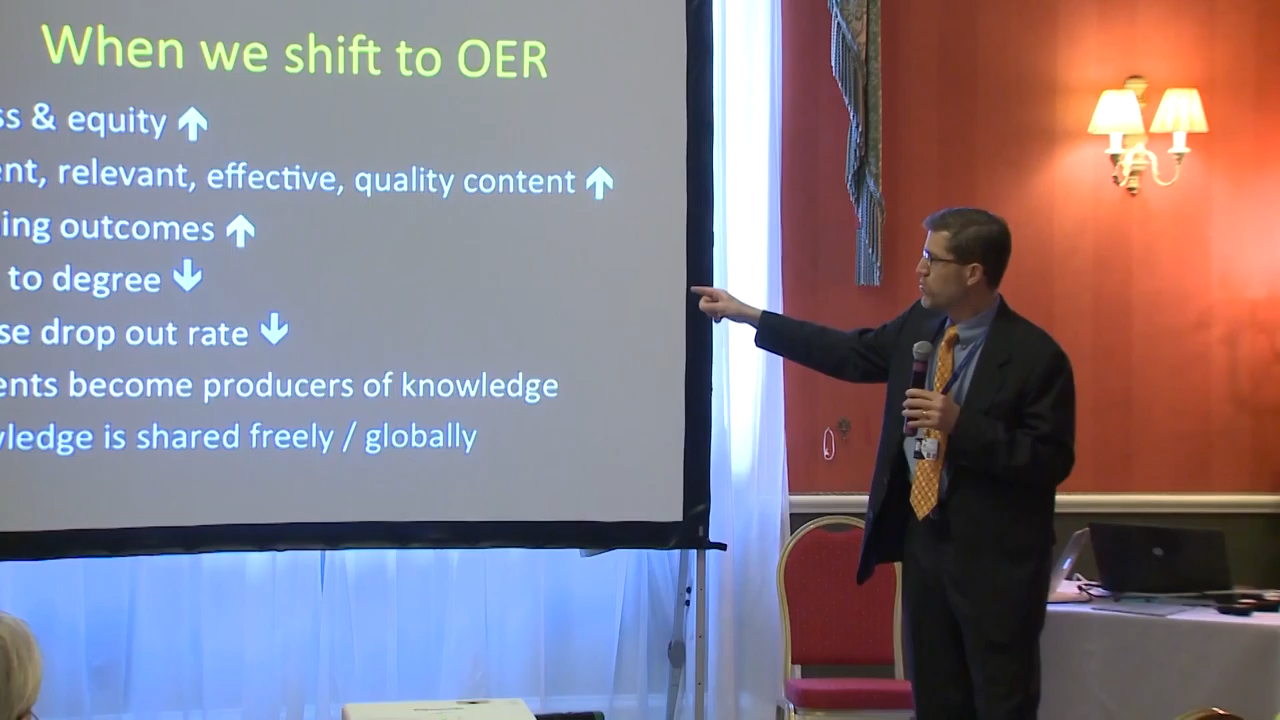 When we shift to OER
ss & equity ↑
ent, relevant, effective, quality content ↑
ing outcomes ↑
to degree ↓
se drop out rate ↓
ents become producers of knowledge
ledge is shared freely / globally